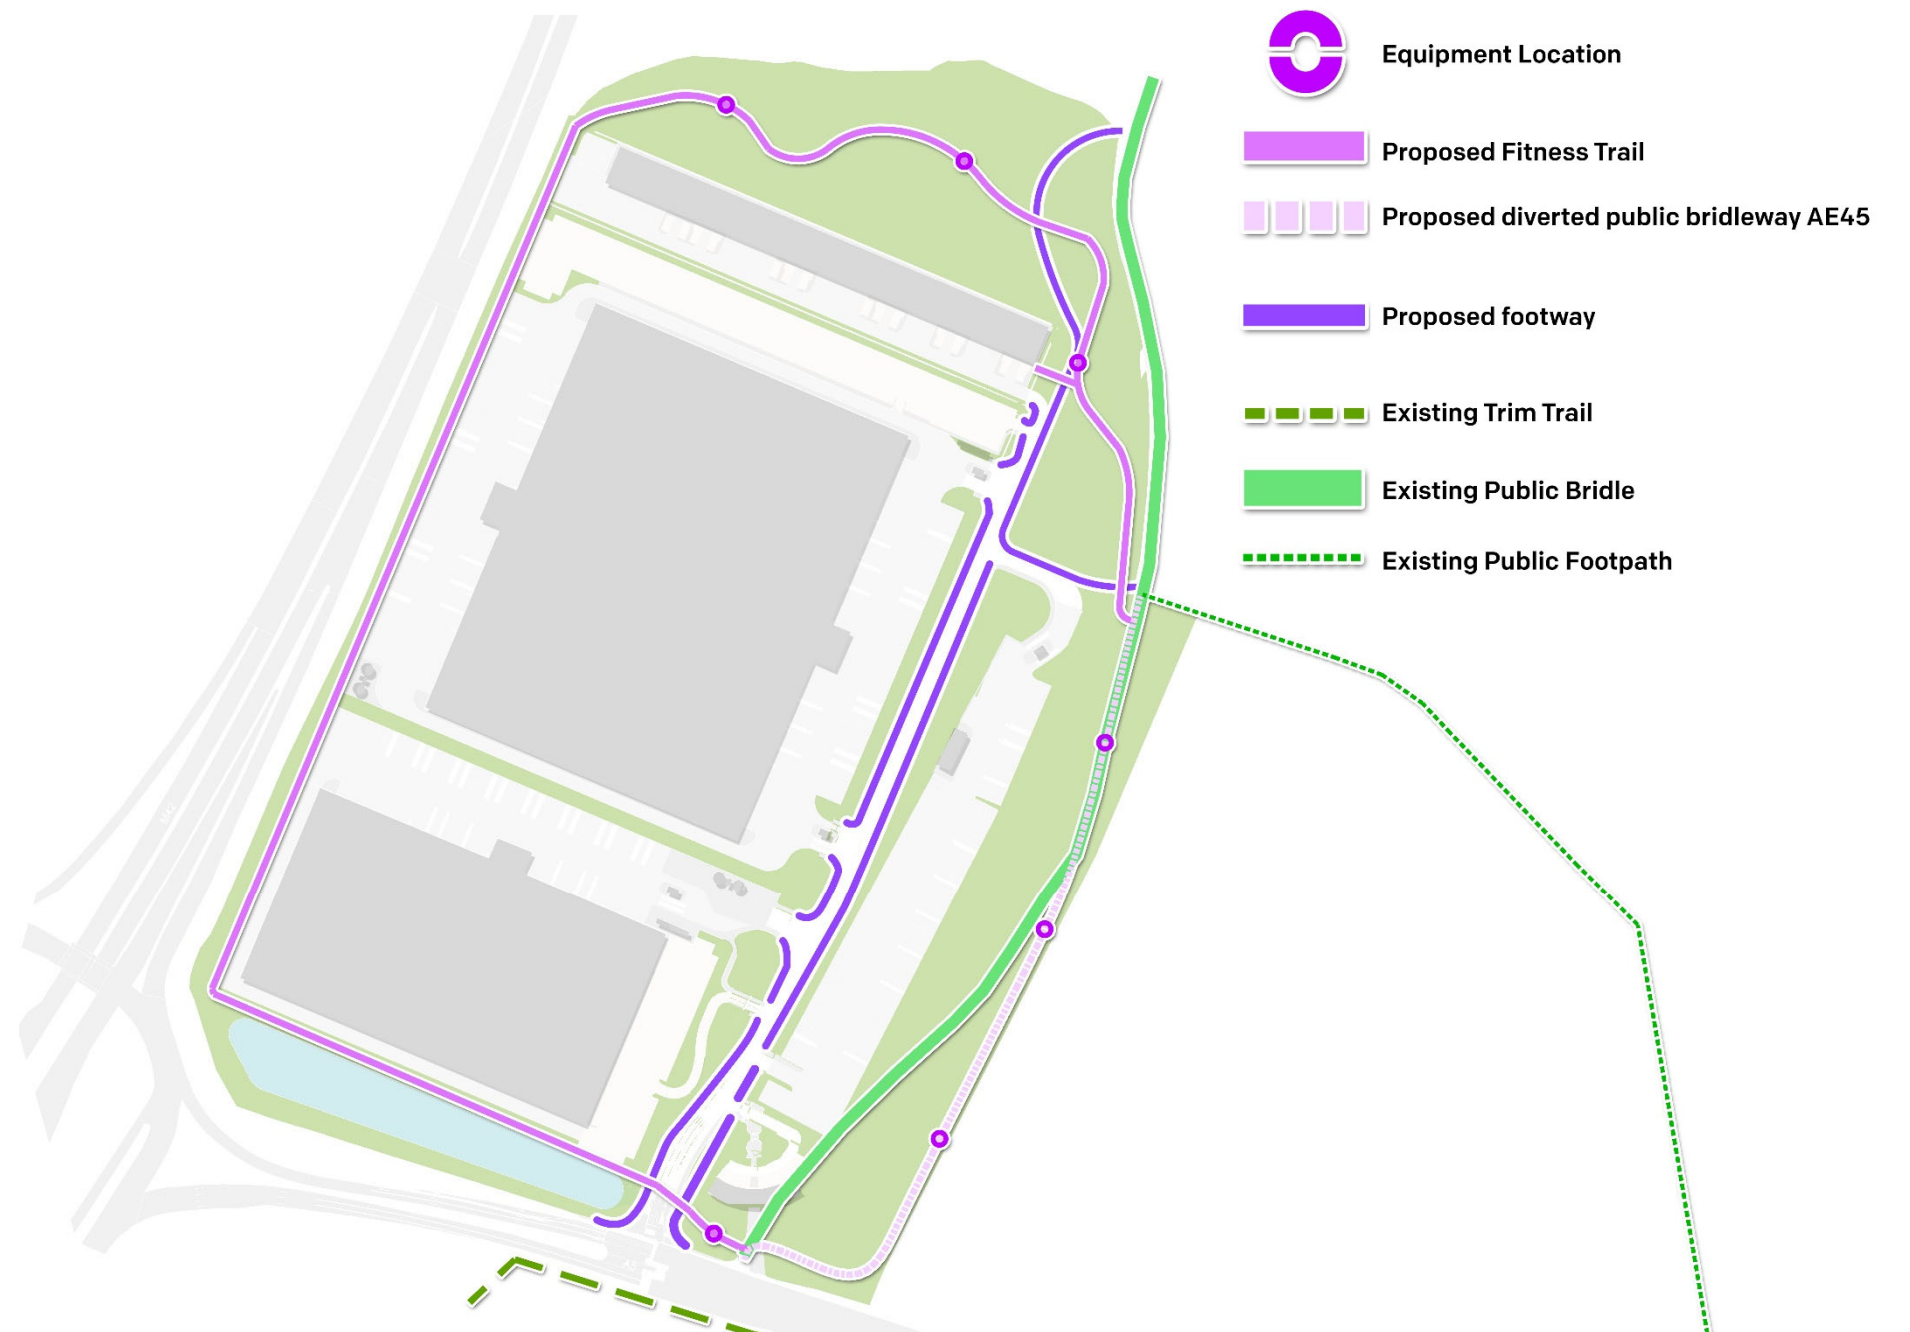 Equipment Location
Proposed Fitness Trail
Proposed diverted public bridleway AE45
Proposed footway
Existing Trim Trail
Existing Public Bridle
Existing Public Footpath
A5